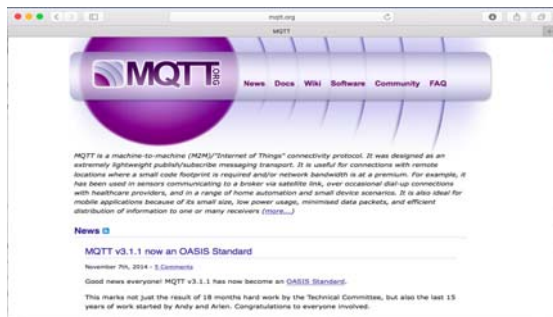 mqtt.org
MQTT
MQTT.ORG
News Docs Wiki Software Community FAQ
MQTT is a machine-to-machine (M2M)/"Internet of Things" connectivity protocol. It was designed as an
extremely lightweight publish/subscribe messaging transport. It is useful for connections with remote
locations where a small code footprint is required and/or network bandwidth is at a premium. For example, it
has been used in sensors communicating to a broker via satellite link, over occasional dial-up connections
with healthcare providers, and in a range of home automation and small device scenarios. It is also ideal for
mobile applications because of its small size, low power usage, minimised data packets, and efficient
distribution of information to one or many receivers (more...)
News
MQTT v3.1.1 now an OASIS Standard
November 7th, 2014 - 5 Comments
Good news everyone! MQTT v3.1.1 has now become an OASIS Standard.
This marks not just the result of 18 months hard work by the Technical Committee, but also the last 15
years of work started by Andy and Arlen. Congratulations to everyone involved.